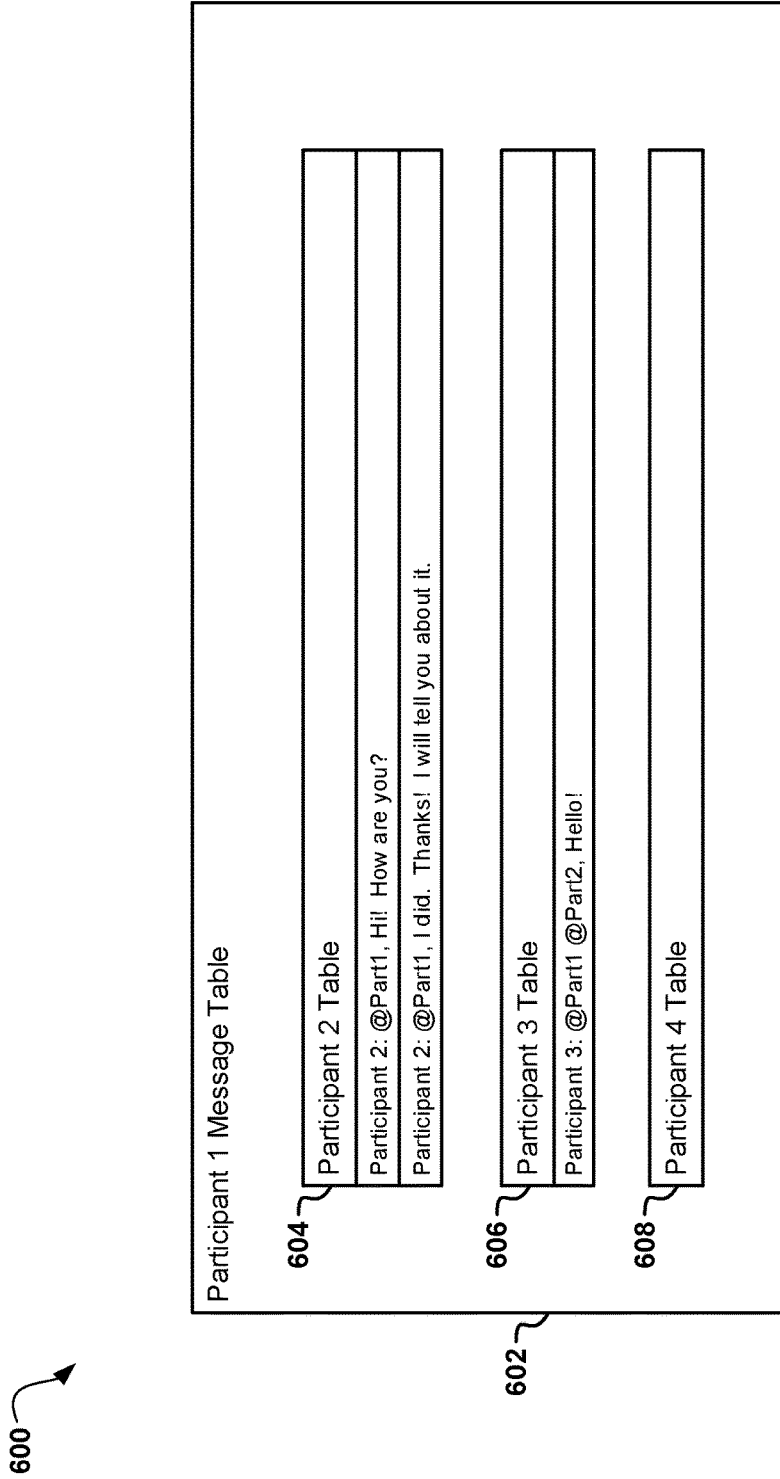 600
Participant 1 Message Table
602
604
Participant 2 Table
Participant 2: @Part1, Hi!  How are you?
Participant 2: @Part1, I did.  Thanks!  I will tell you about it.
606
Participant 3 Table
Participant 3: @Part1 @Part2, Hello!
608
Participant 4 Table